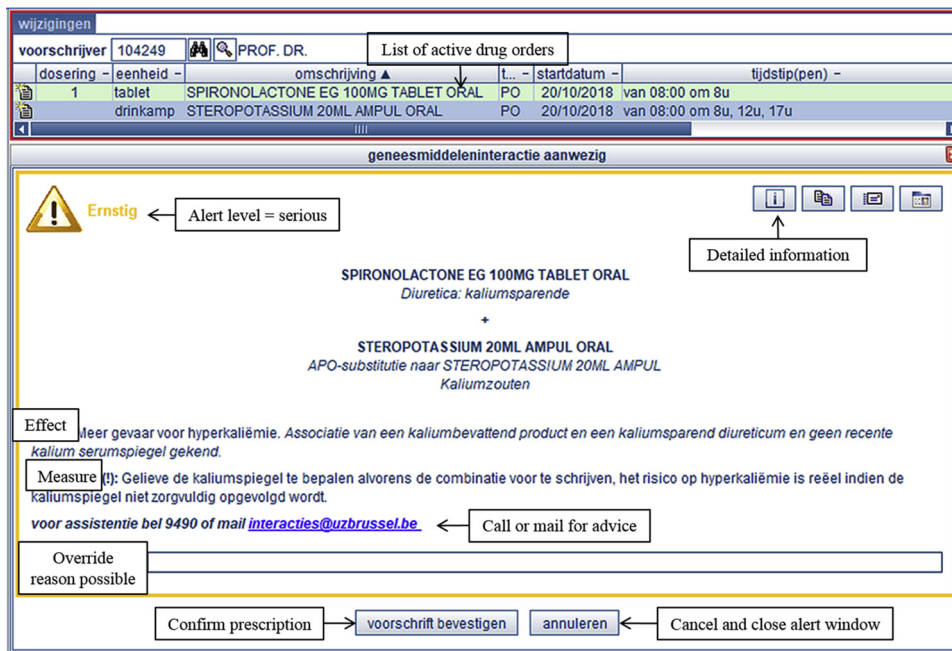 wijzigingen
voorschrijver 104249 PROF. DR.
List of active drug orders
dosering – eenheid – omschrijving ▲ t... – startdatum – tijdstip(pen) –
1 tablet SPIRONOLACTONE EG 100MG TABLET ORAL PO 20/10/2018 van 08:00 om 8u
drinkamp STEROPOTASSIUM 20ML AMPUL ORAL PO 20/10/2018 van 08:00 om 8u, 12u, 17u
geneesmiddeleninteractie aanwezig
Ernstig
Alert level = serious
Detailed information
SPIRONOLACTONE EG 100MG TABLET ORAL
Diuretica: kaliumsparende
+
STEROPOTASSIUM 20ML AMPUL ORAL
APO-substitutie naar STEROPOTASSIUM 20ML AMPUL
Kaliumzouten
Effect
Meer gevaar voor hyperkaliëmie. Associatie van een kaliumbevattend product en een kaliumsparend diureticum en geen recente
kalium serumspiegel gekend.
Measure (!): Gelieve de kaliumspiegel te bepalen alvorens de combinatie voor te schrijven, het risico op hyperkaliëmie is reëel indien de
kaliumspiegel niet zorgvuldig opgevolgd wordt.
voor assistentie bel 9490 of mail interacties@uzbrussel.be
Call or mail for advice
Override
reason possible
Confirm prescription
voorschrift bevestigen
annuleren
Cancel and close alert window